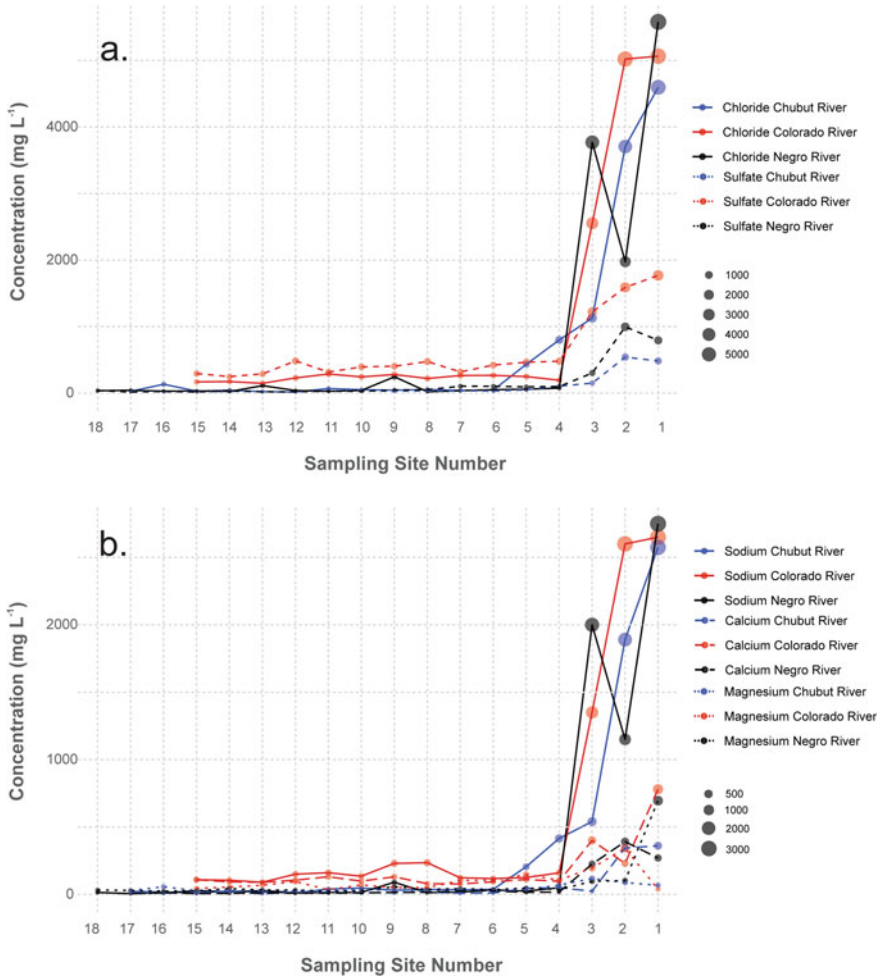 a.
Concentration (mg L-1)
4000
2000
0
18 17 16 15 14 13 12 11 10 9 8 7 6 5 4 3 2 1
Sampling Site Number
Chloride Chubut River
Chloride Colorado River
Chloride Negro River
Sulfate Chubut River
Sulfate Colorado River
Sulfate Negro River
1000
2000
3000
4000
5000
b.
Concentration (mg L-1)
2000
1000
0
18 17 16 15 14 13 12 11 10 9 8 7 6 5 4 3 2 1
Sampling Site Number
Sodium Chubut River
Sodium Colorado River
Sodium Negro River
Calcium Chubut River
Calcium Colorado River
Calcium Negro River
Magnesium Chubut River
Magnesium Colorado River
Magnesium Negro River
500
1000
2000
3000